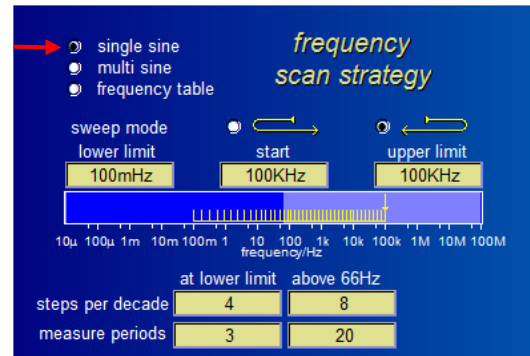 single sine
multi sine
frequency table
frequency
scan strategy
sweep mode
lower limit start upper limit
100mHz 100KHz 100KHz
10µ 100µ 1m 10m 100m 1 10 100 1k 10k 100k 1M 10M 100M
frequency/Hz
at lower limit above 66Hz
steps per decade 4 8
measure periods 3 20